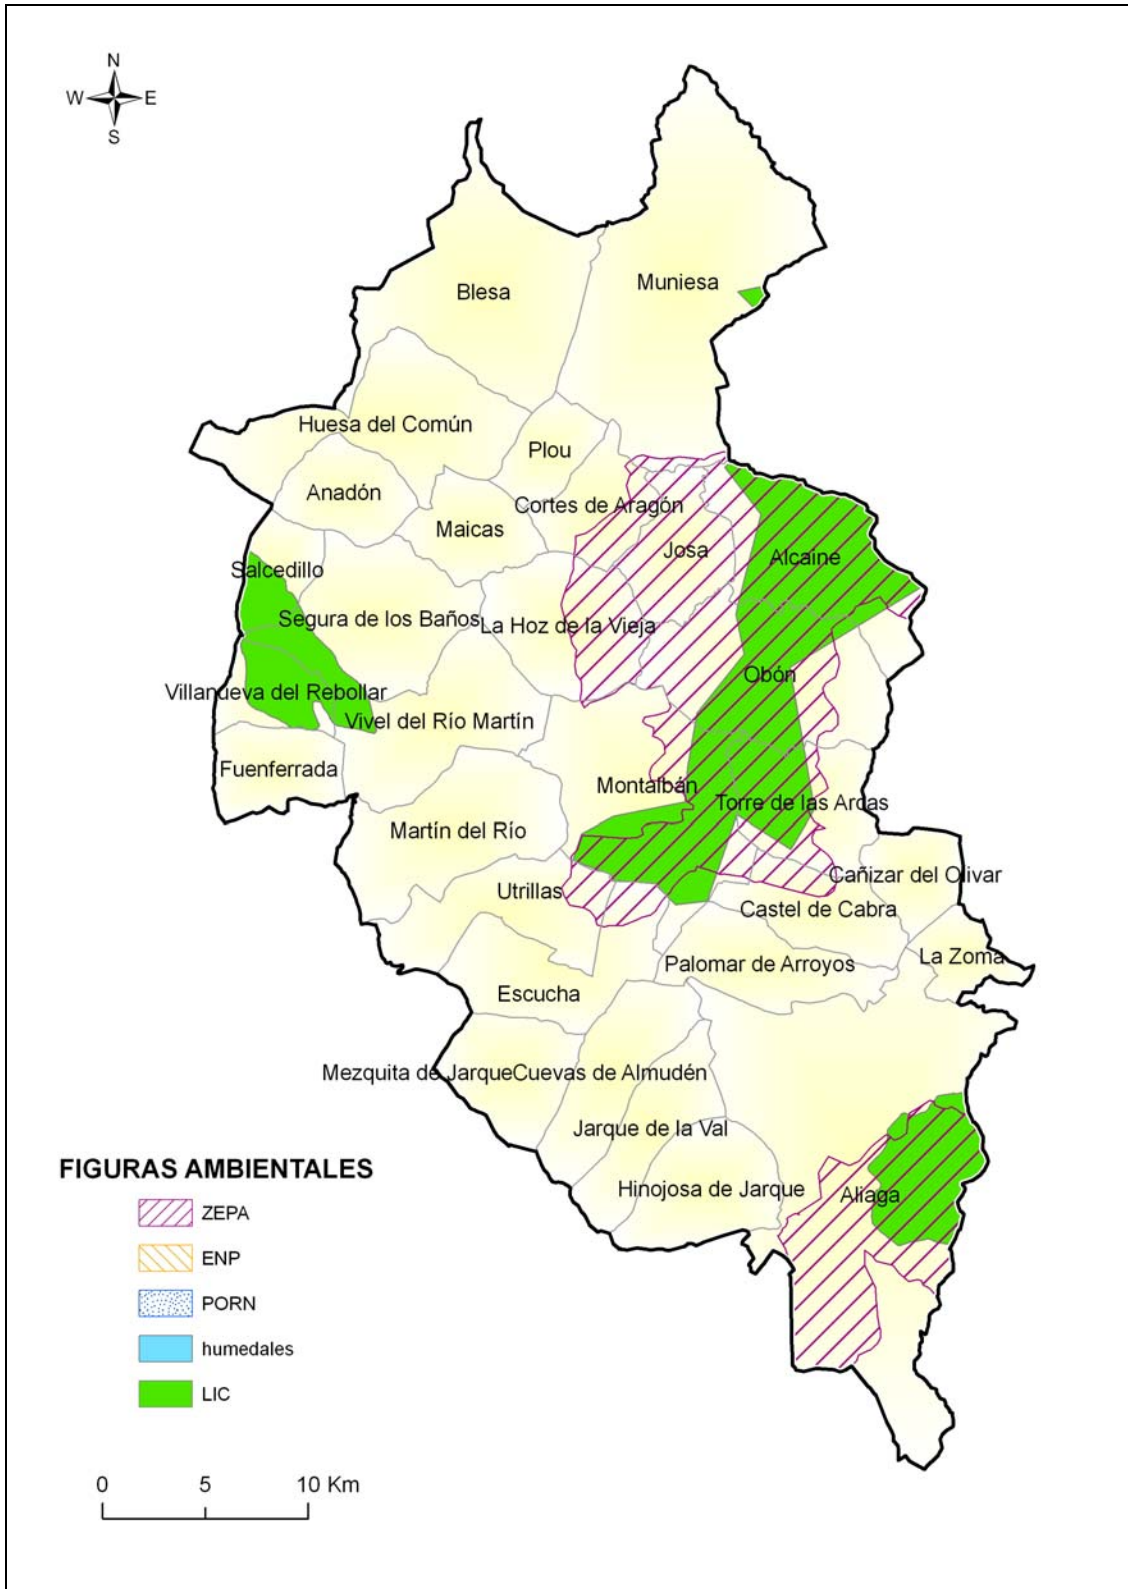 N
W E
S
Blesa
Muniesa
Huesa del Común
Plou
Anadón
Cortes de Aragón
Maicas
Josa
Alcaine
Salcedillo
Segura de los Baños
La Hoz de la Vieja
Obón
Villanueva del Rebollar
Vivel del Río Martín
Fuenferrada
Montalbán
Torre de las Arcas
Martín del Río
Cañizar del Olivar
Utrillas
Castel de Cabra
La Zoma
Palomar de Arroyos
Escucha
Mezquita de Jarque
Cuevas de Almudén
Jarque de la Val
Hinojosa de Jarque
Aliaga
FIGURAS AMBIENTALES
ZEPA
ENP
PORN
humedales
LIC
0 5 10 Km